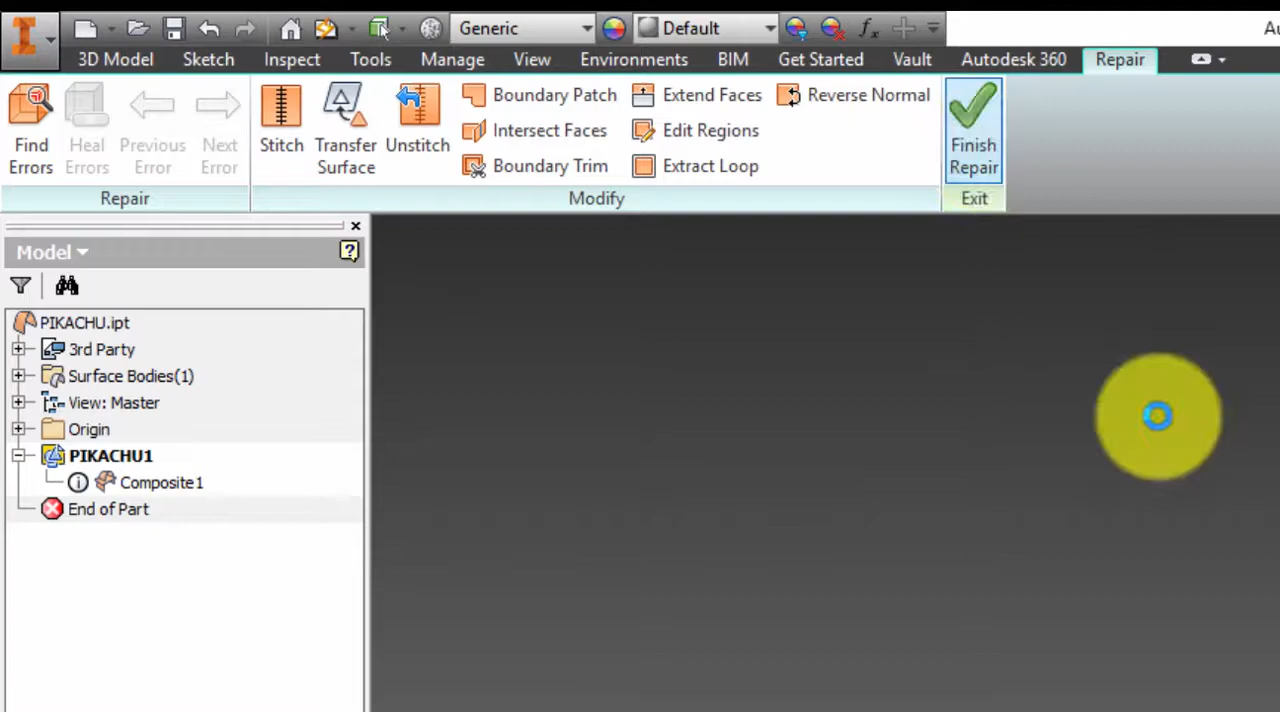 Generic Default A
3D Model Sketch Inspect Tools Manage View Environments BIM Get Started Vault Autodesk 360 Repair
Find Errors
Heal Errors
Previous Error
Next Error
Stitch
Transfer Surface
Unstitch
Boundary Patch
Intersect Faces
Boundary Trim
Extend Faces
Edit Regions
Extract Loop
Reverse Normal
Finish Repair
Repair Modify Exit
Model
PIKACHU.ipt
3rd Party
Surface Bodies(1)
View: Master
Origin
PIKACHU1
Composite1
End of Part